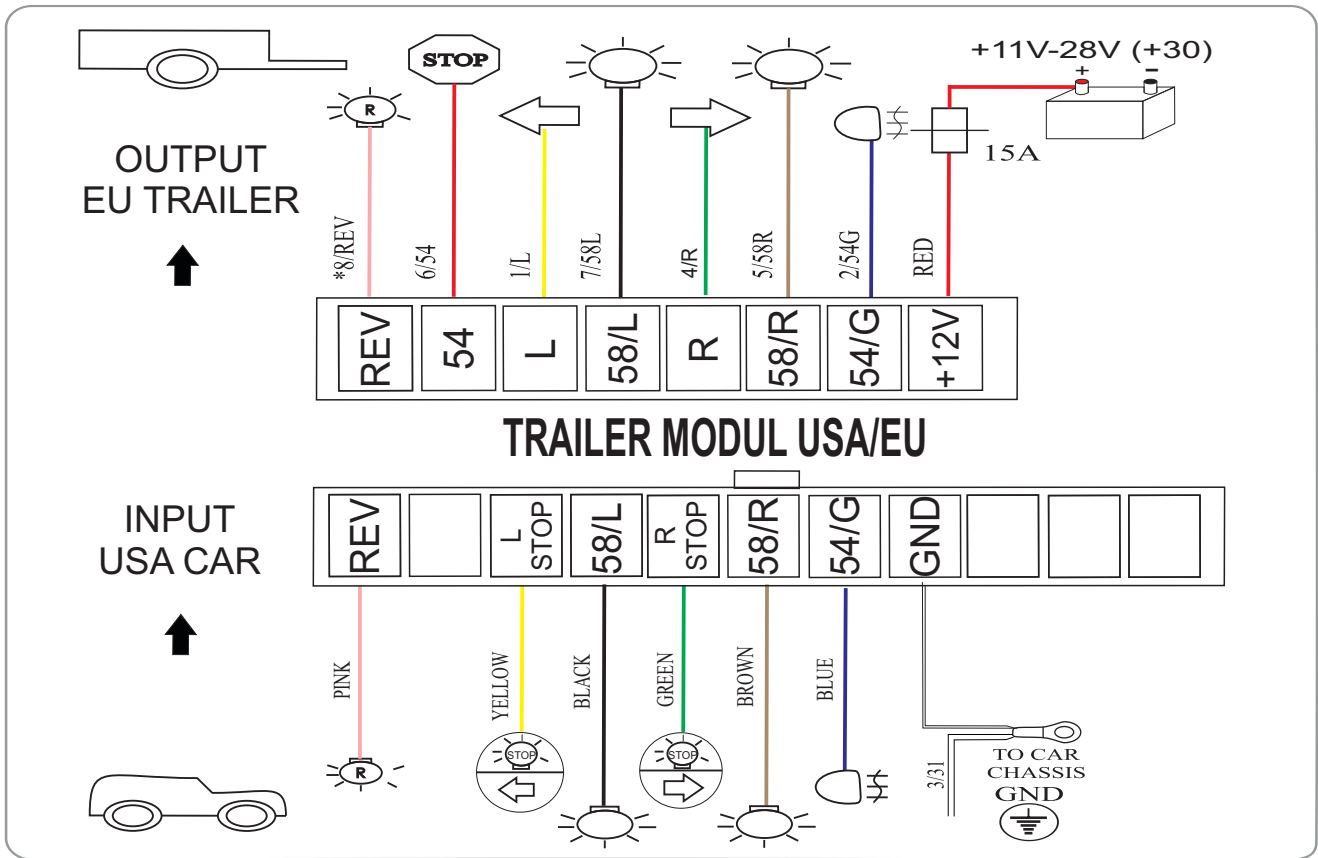 +11V-28V (+30)
STOP
+ -
R
15A
OUTPUT
EU TRAILER
*8/REV
6/54
1/L
7/58L
4/R
5/58R
2/54G
RED
REV
54
L
58/L
R
58/R
54/G
+12V
TRAILER MODUL USA/EU
INPUT
USA CAR
REV
L
STOP
58/L
R
STOP
58/R
54/G
GND
PINK
YELLOW
BLACK
GREEN
BROWN
BLUE
R
STOP
STOP
3/31
TO CAR
CHASSIS
GND